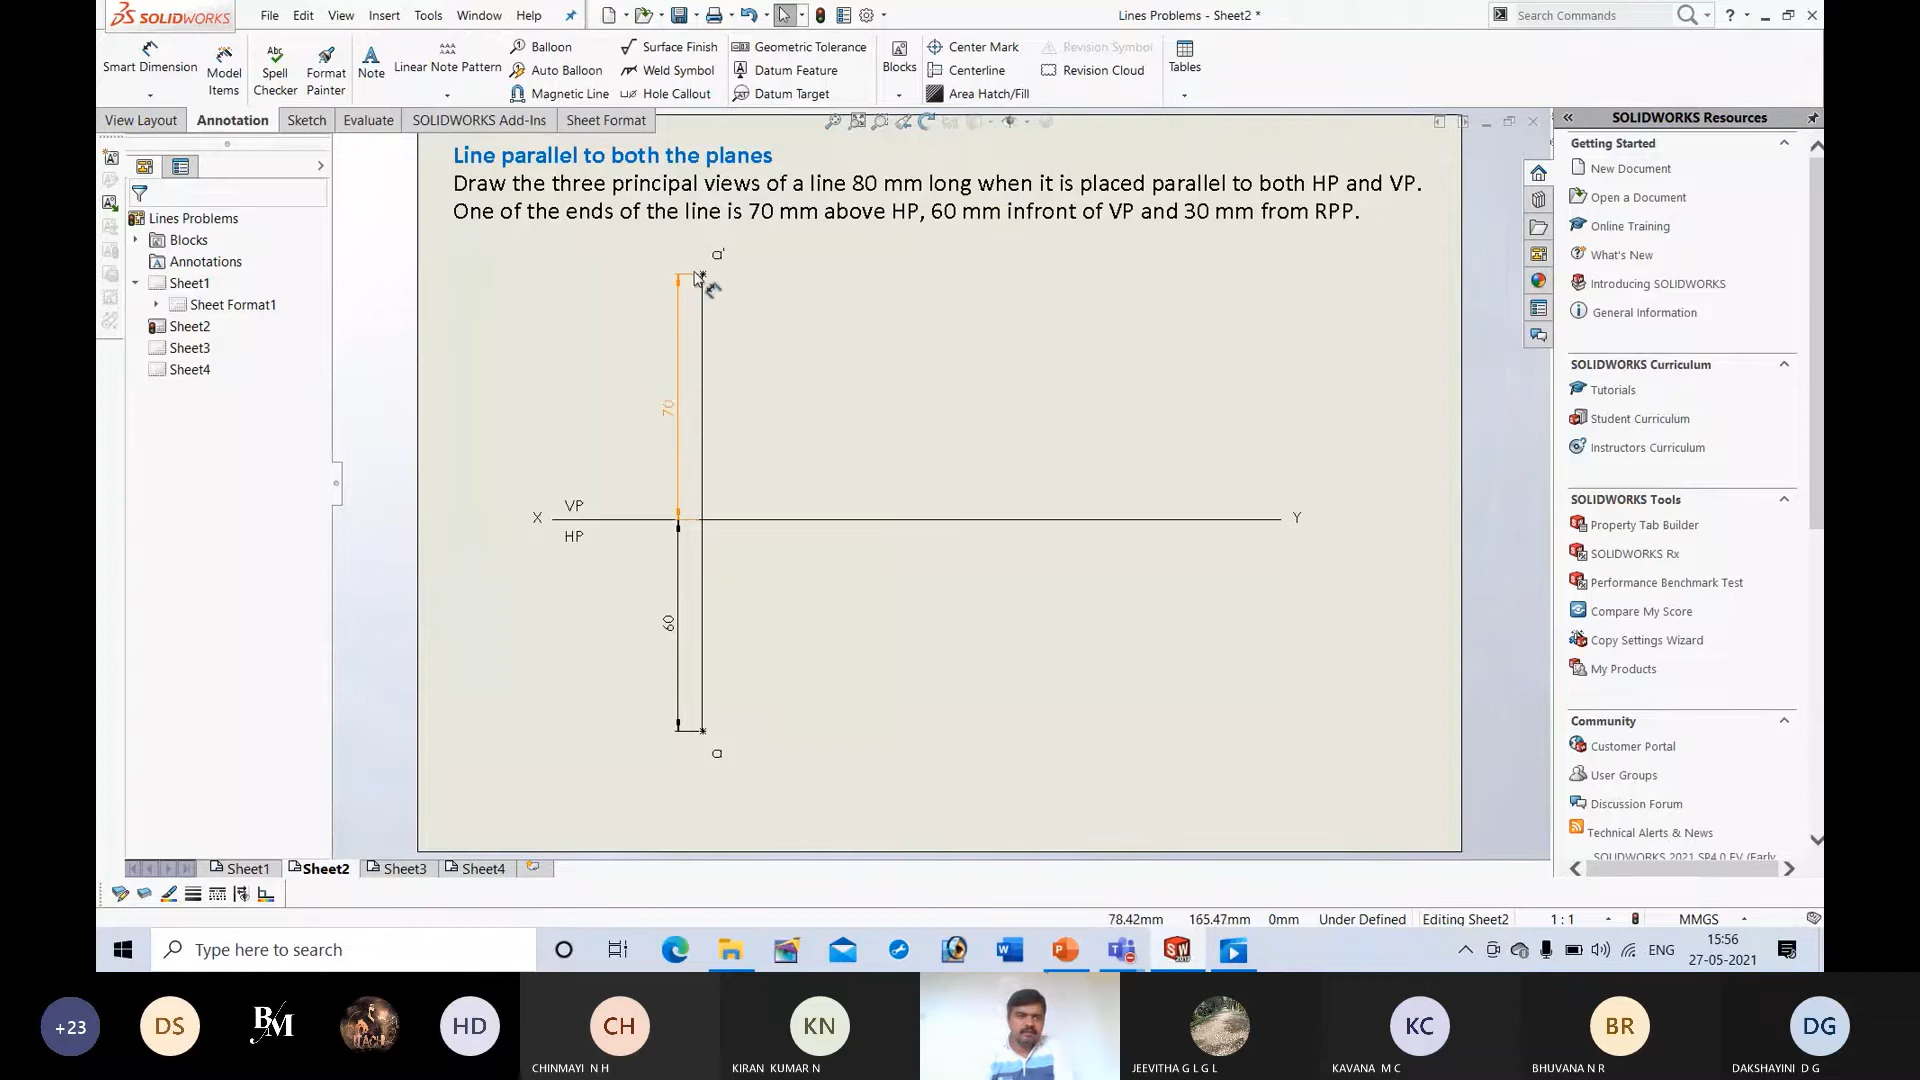 SOLIDWORKS File Edit View Insert Tools Window Help Lines Problems - Sheet2 * Search Commands ?
Smart Dimension Model Items Spell Checker Format Painter Note Linear Note Pattern Balloon Auto Balloon Magnetic Line Surface Finish Weld Symbol Hole Callout Geometric Tolerance Datum Feature Datum Target Blocks Center Mark Centerline Area Hatch/Fill Revision Symbol Revision Cloud Tables
View Layout Annotation Sketch Evaluate SOLIDWORKS Add-Ins Sheet Format
Lines Problems
Blocks
Annotations
Sheet1
Sheet Format1
Sheet2
Sheet3
Sheet4
Line parallel to both the planes
Draw the three principal views of a line 80 mm long when it is placed parallel to both HP and VP.
One of the ends of the line is 70 mm above HP, 60 mm infront of VP and 30 mm from RPP.
a'
70
VP
X Y
HP
60
a
SOLIDWORKS Resources
Getting Started
New Document
Open a Document
Online Training
What's New
Introducing SOLIDWORKS
General Information
SOLIDWORKS Curriculum
Tutorials
Student Curriculum
Instructors Curriculum
SOLIDWORKS Tools
Property Tab Builder
SOLIDWORKS Rx
Performance Benchmark Test
Compare My Score
Copy Settings Wizard
My Products
Community
Customer Portal
User Groups
Discussion Forum
Technical Alerts & News
SOLIDWORKS 2021 SP4.0 EV (Early
Sheet1 Sheet2 Sheet3 Sheet4
78.42mm 165.47mm 0mm Under Defined Editing Sheet2 1 : 1 MMGS
Type here to search ENG 15:56
27-05-2021
+23 DS BM HD CH KN KC BR DG
CHINMAYI N H KIRAN KUMAR N JEEVITHA G L G L KAVANA M C BHUVANA N R DAKSHAYINI D G